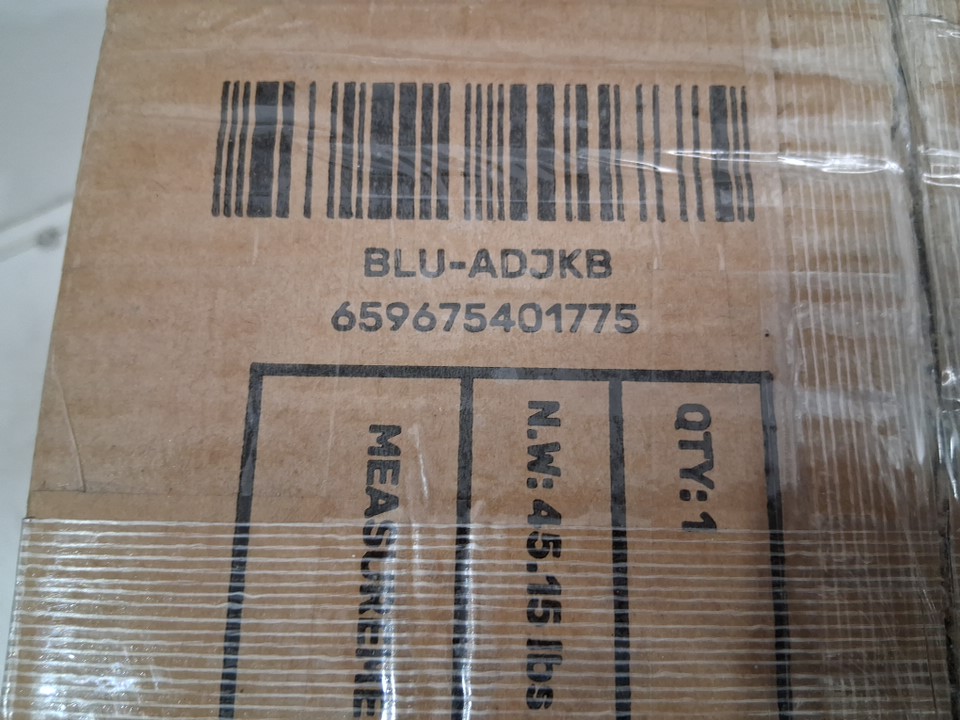 BLU-ADJKB
659675401775
QTY: 1
N.W: 45.15 lbs
MEASUREME